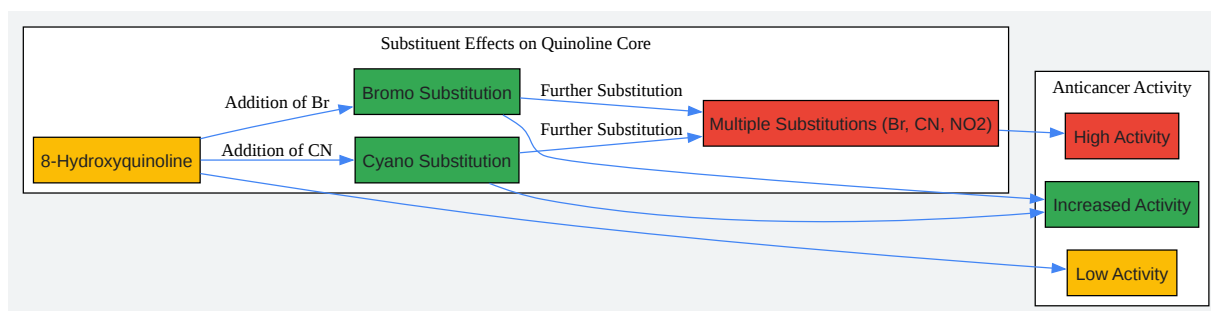 Substituent Effects on Quinoline Core
Addition of Br
Bromo Substitution
Further Substitution
8-Hydroxyquinoline
Addition of CN
Cyano Substitution
Further Substitution
Multiple Substitutions (Br, CN, NO2)
Anticancer Activity
High Activity
Increased Activity
Low Activity